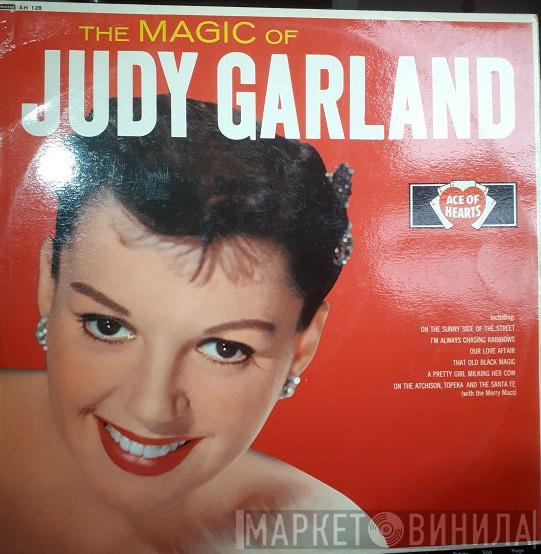 mono AH 128
THE MAGIC OF
JUDY GARLAND
ACE OF
HEARTS
including:
ON THE SUNNY SIDE OF THE STREET
I'M ALWAYS CHASING RAINBOWS
OUR LOVE AFFAIR
THAT OLD BLACK MAGIC
A PRETTY GIRL MILKING HER COW
ON THE ATCHISON, TOPEKA AND THE SANTA FE
(with the Merry Macs)
МАРКЕТ ВИНИЛА